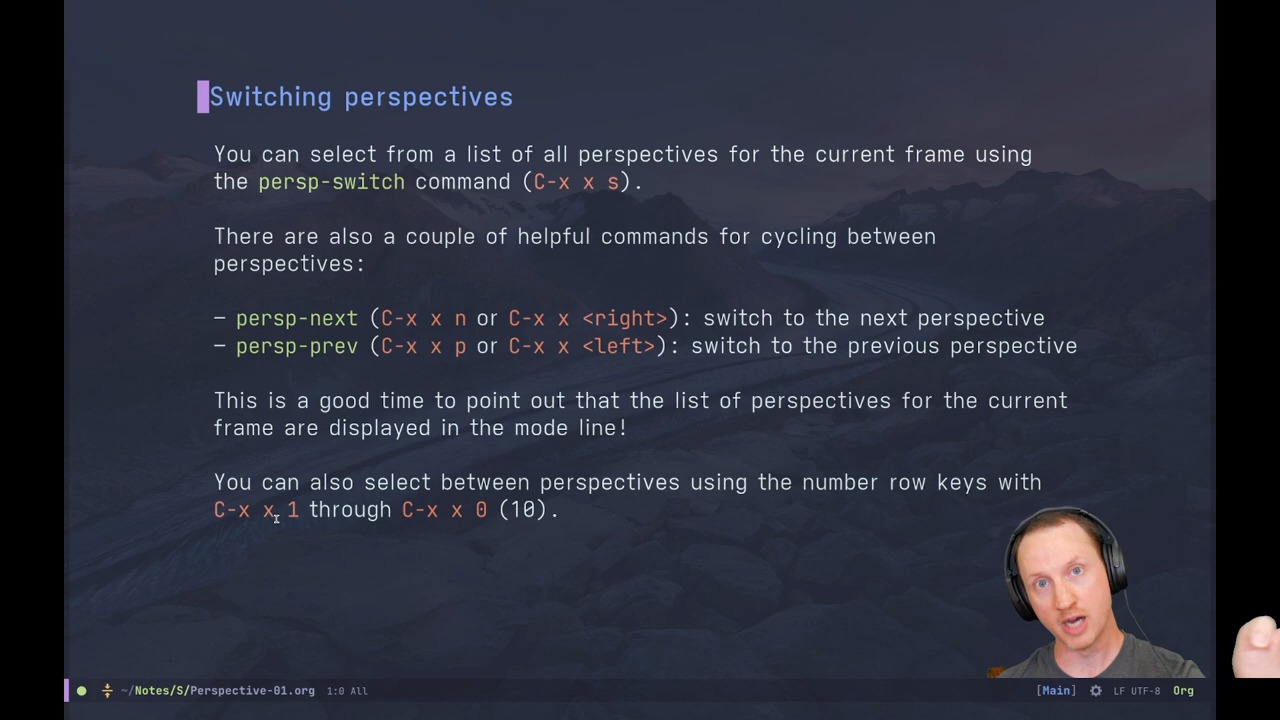 Switching perspectives
You can select from a list of all perspectives for the current frame using
the persp-switch command (C-x x s).
There are also a couple of helpful commands for cycling between
perspectives:
– persp-next (C-x x n or C-x x <right>): switch to the next perspective
– persp-prev (C-x x p or C-x x <left>): switch to the previous perspective
This is a good time to point out that the list of perspectives for the current
frame are displayed in the mode line!
You can also select between perspectives using the number row keys with
C-x x 1 through C-x x 0 (10).
~/Notes/S/Perspective-01.org 1:0 All [Main] LF UTF-8 Org